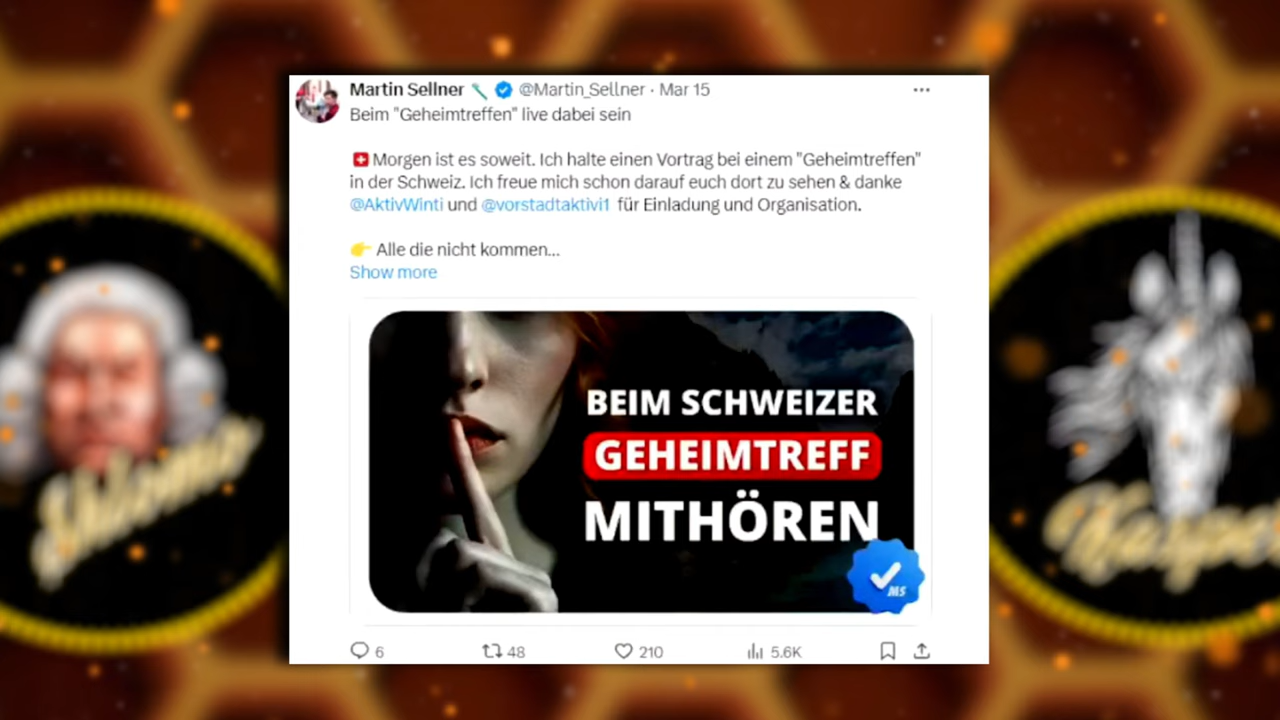 Martin Sellner @Martin_Sellner · Mar 15
Beim "Geheimtreffen" live dabei sein
🇨🇭Morgen ist es soweit. Ich halte einen Vortrag bei einem "Geheimtreffen"
in der Schweiz. Ich freue mich schon darauf euch dort zu sehen & danke
@AktivWinti und @vorstadtaktivi1 für Einladung und Organisation.
👉 Alle die nicht kommen...
Show more
BEIM SCHWEIZER
GEHEIMTREFF
MITHÖREN
MS
6 48 210 5.6K
Shlomo